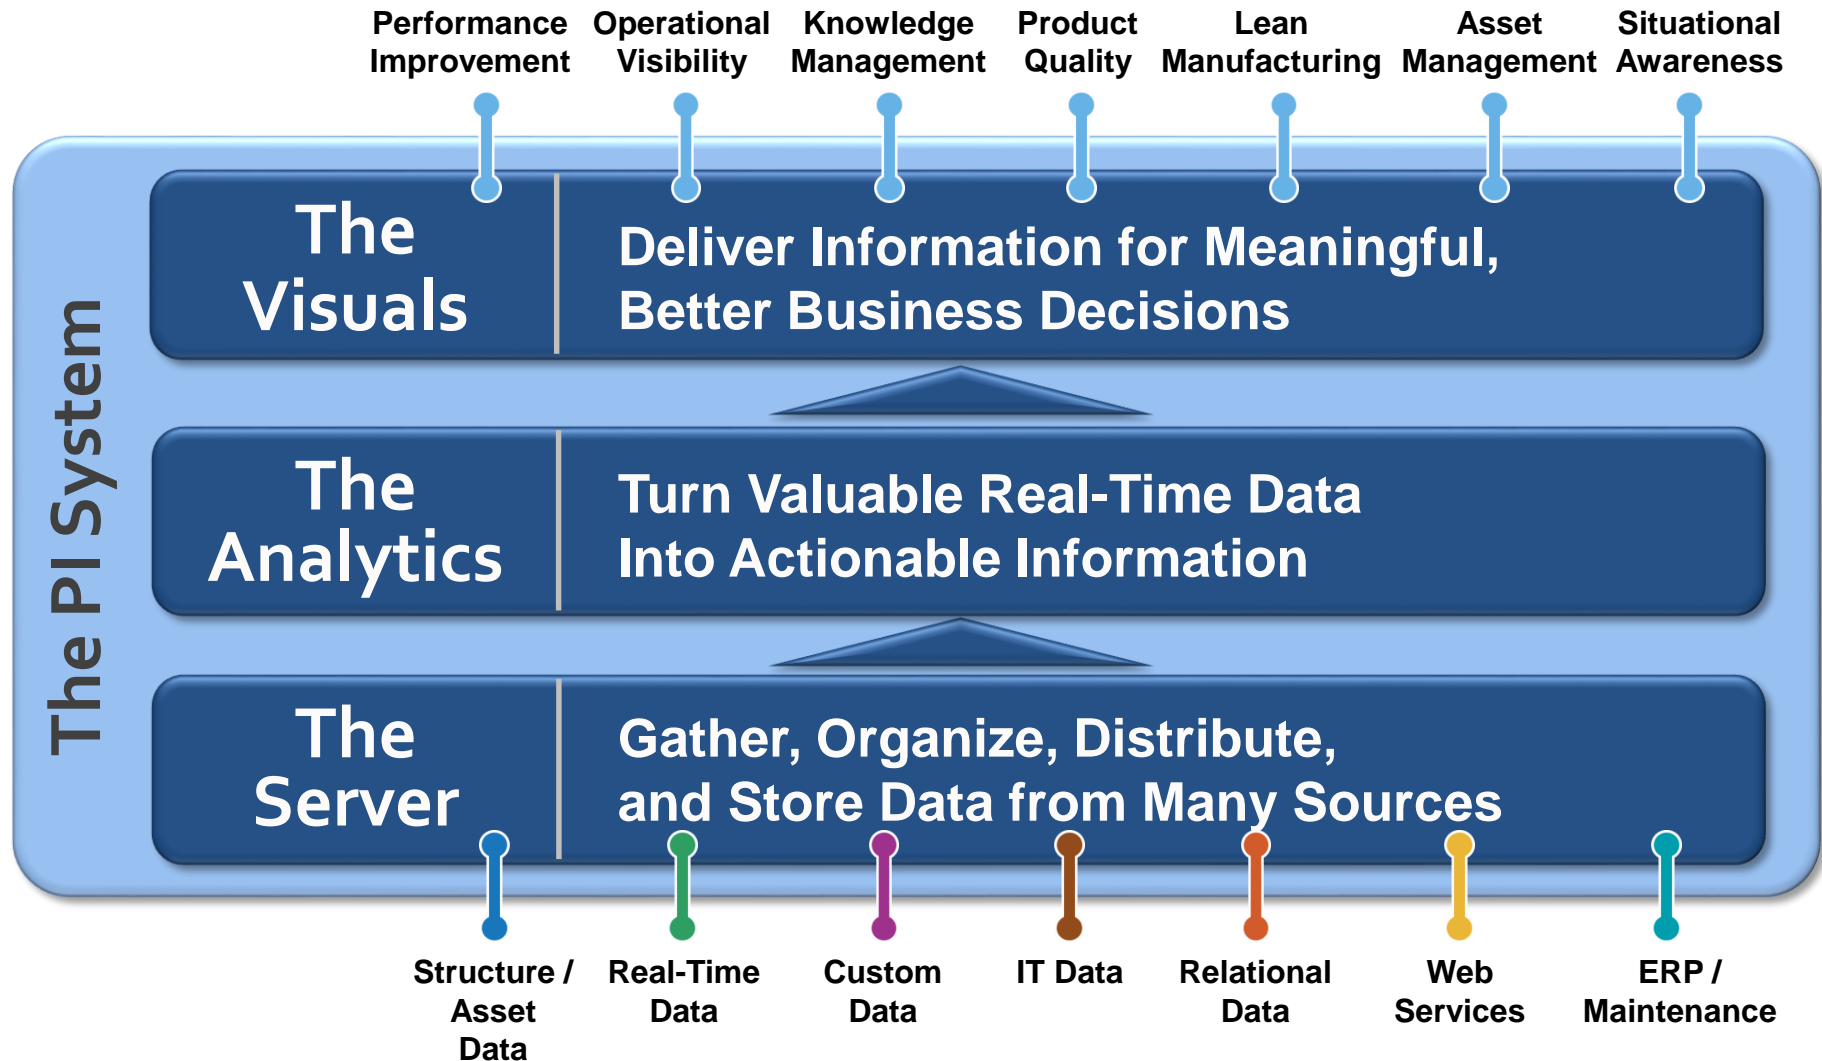 Performance
Improvement
Operational
Visibility
Knowledge
Management
Product
Quality
Lean
Manufacturing
Asset
Management
Situational
Awareness
The PI System
The
Visuals
Deliver Information for Meaningful,
Better Business Decisions
The
Analytics
Turn Valuable Real-Time Data
Into Actionable Information
The
Server
Gather, Organize, Distribute,
and Store Data from Many Sources
Structure /
Asset
Data
Real-Time
Data
Custom
Data
IT Data
Relational
Data
Web
Services
ERP /
Maintenance